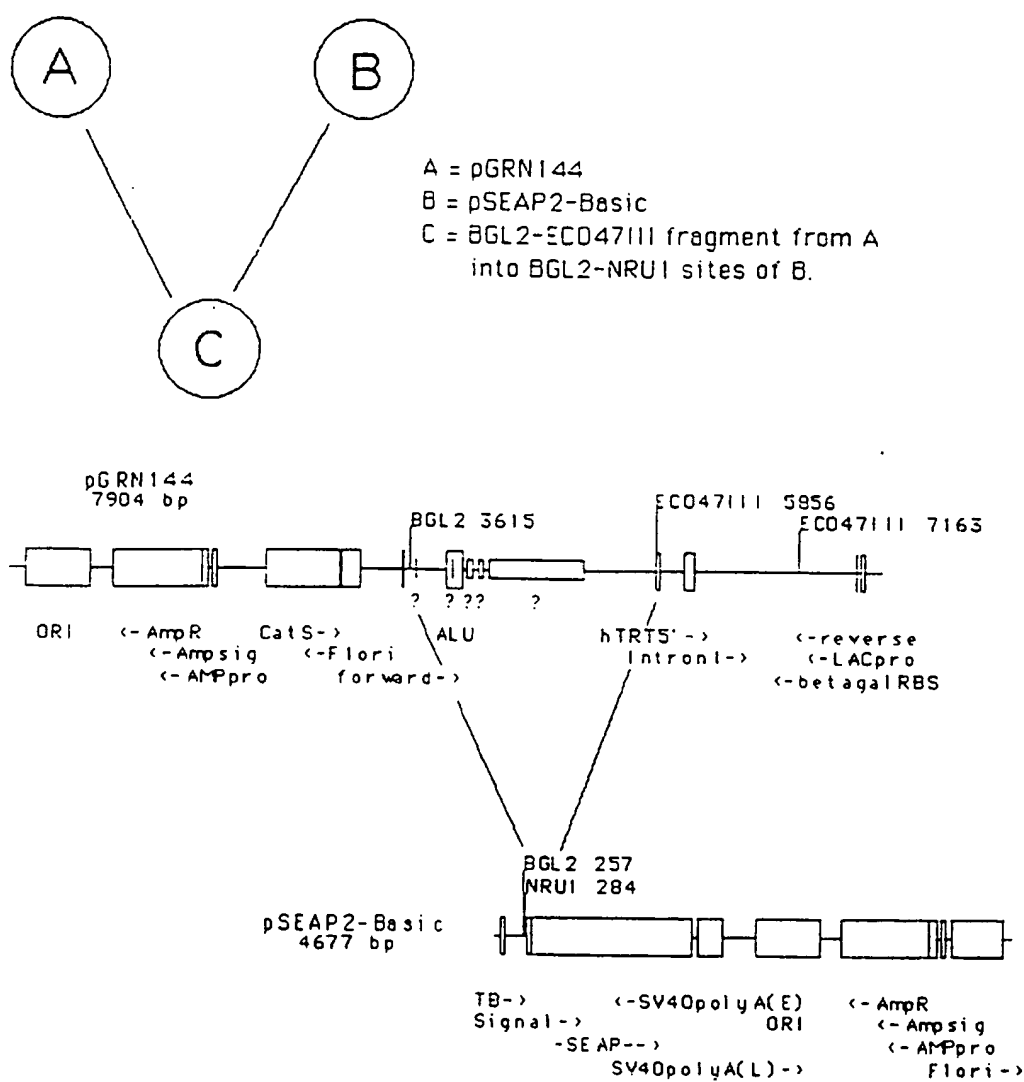 A
B
C
A = pGRN144
B = pSEAP2-Basic
C = BGL2-ECO47III fragment from A
into BGL2-NRU1 sites of B.
pGRN144
7904 bp
BGL2 3615
ECO47III 5856
ECO47III 7163
? ? ?? ?
ORI
<-AmpR
<-Ampsig
<-AMPpro
CatS->
<-Flori
forward->
ALU
hTRT5'->
Intron1->
<-reverse
<-LACpro
<-betagalRBS
BGL2 257
NRU1 284
pSEAP2-Basic
4677 bp
TB->
Signal->
-SEAP-->
<-SV40polyA(E)
ORI
SV40polyA(L)->
<-AmpR
<-Ampsig
<-AMPpro
Flori->